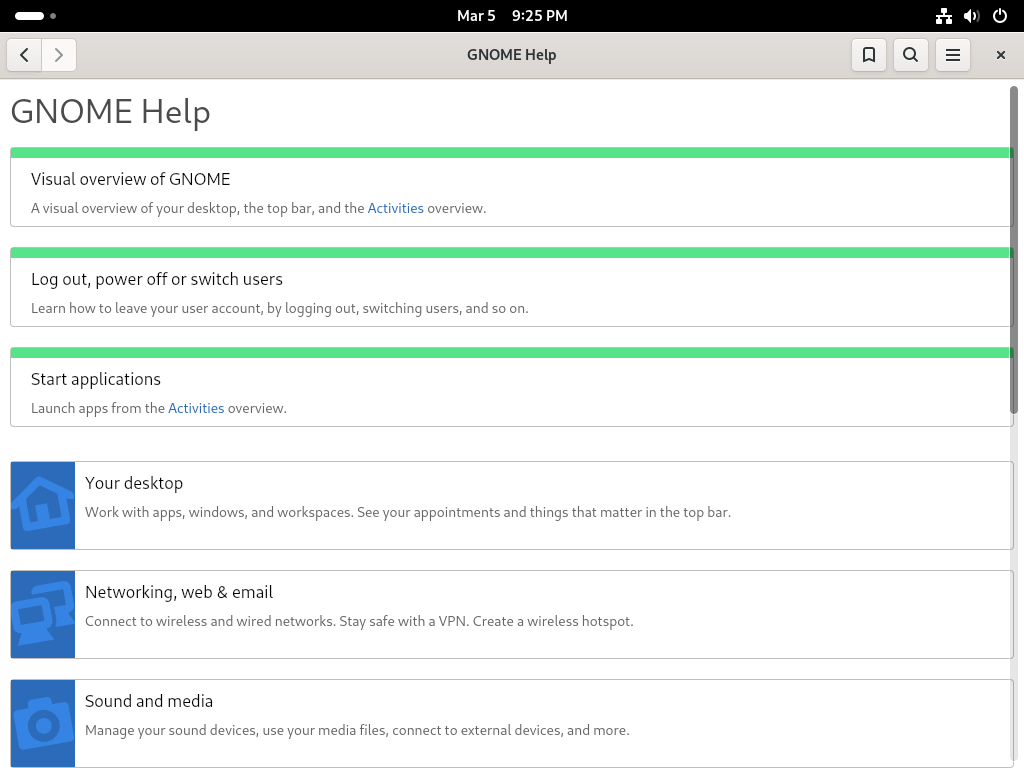 Mar 5 9:25 PM
GNOME Help
GNOME Help
Visual overview of GNOME
A visual overview of your desktop, the top bar, and the Activities overview.
Log out, power off or switch users
Learn how to leave your user account, by logging out, switching users, and so on.
Start applications
Launch apps from the Activities overview.
Your desktop
Work with apps, windows, and workspaces. See your appointments and things that matter in the top bar.
Networking, web & email
Connect to wireless and wired networks. Stay safe with a VPN. Create a wireless hotspot.
Sound and media
Manage your sound devices, use your media files, connect to external devices, and more.